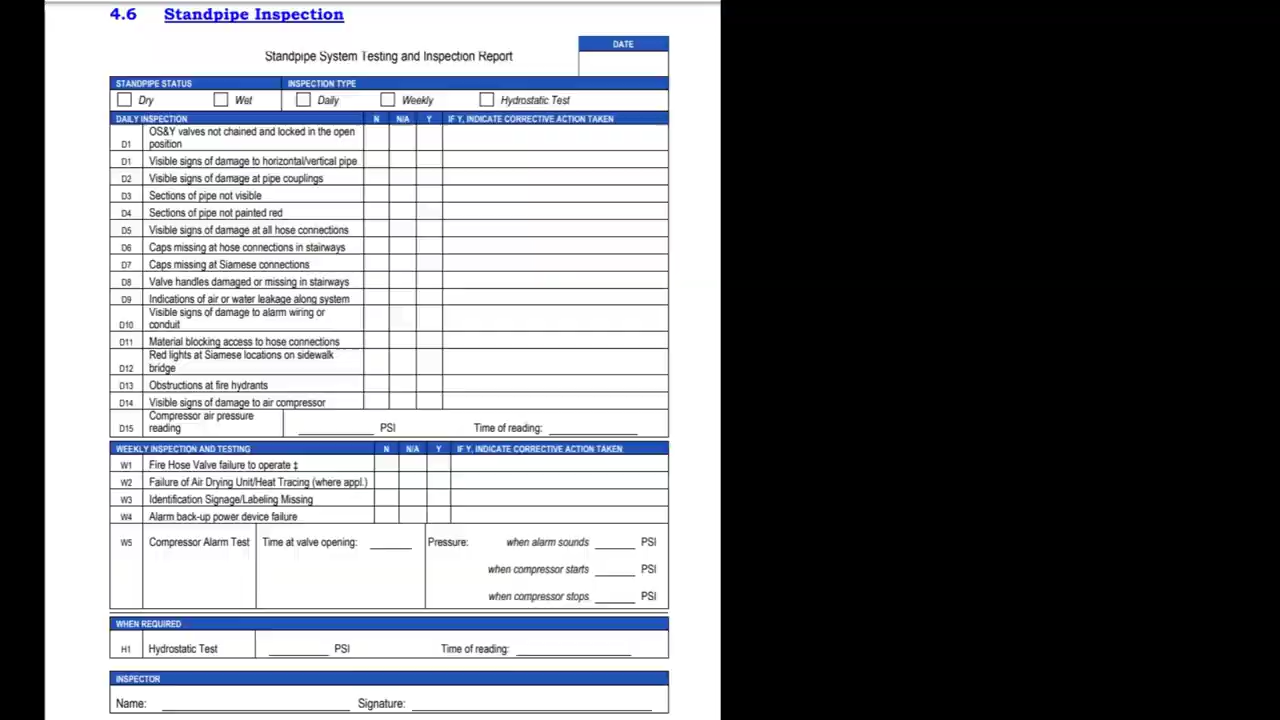 4.6 Standpipe Inspection
DATE
Standpipe System Testing and Inspection Report
STANDPIPE STATUS INSPECTION TYPE
Dry Wet Daily Weekly Hydrostatic Test
DAILY INSPECTION N N/A Y IF Y, INDICATE CORRECTIVE ACTION TAKEN
OS&Y valves not chained and locked in the open
D1 position
D1 Visible signs of damage to horizontal/vertical pipe
D2 Visible signs of damage at pipe couplings
D3 Sections of pipe not visible
D4 Sections of pipe not painted red
D5 Visible signs of damage at all hose connections
D6 Caps missing at hose connections in stairways
D7 Caps missing at Siamese connections
D8 Valve handles damaged or missing in stairways
D9 Indications of air or water leakage along system
Visible signs of damage to alarm wiring or
D10 conduit
D11 Material blocking access to hose connections
Red lights at Siamese locations on sidewalk
D12 bridge
D13 Obstructions at fire hydrants
D14 Visible signs of damage to air compressor
Compressor air pressure
D15 reading PSI Time of reading:
WEEKLY INSPECTION AND TESTING N N/A Y IF Y, INDICATE CORRECTIVE ACTION TAKEN
W1 Fire Hose Valve failure to operate ‡
W2 Failure of Air Drying Unit/Heat Tracing (where appl.)
W3 Identification Signage/Labeling Missing
W4 Alarm back-up power device failure
W5 Compressor Alarm Test Time at valve opening: Pressure: when alarm sounds PSI
when compressor starts PSI
when compressor stops PSI
WHEN REQUIRED
H1 Hydrostatic Test PSI Time of reading:
INSPECTOR
Name: Signature: